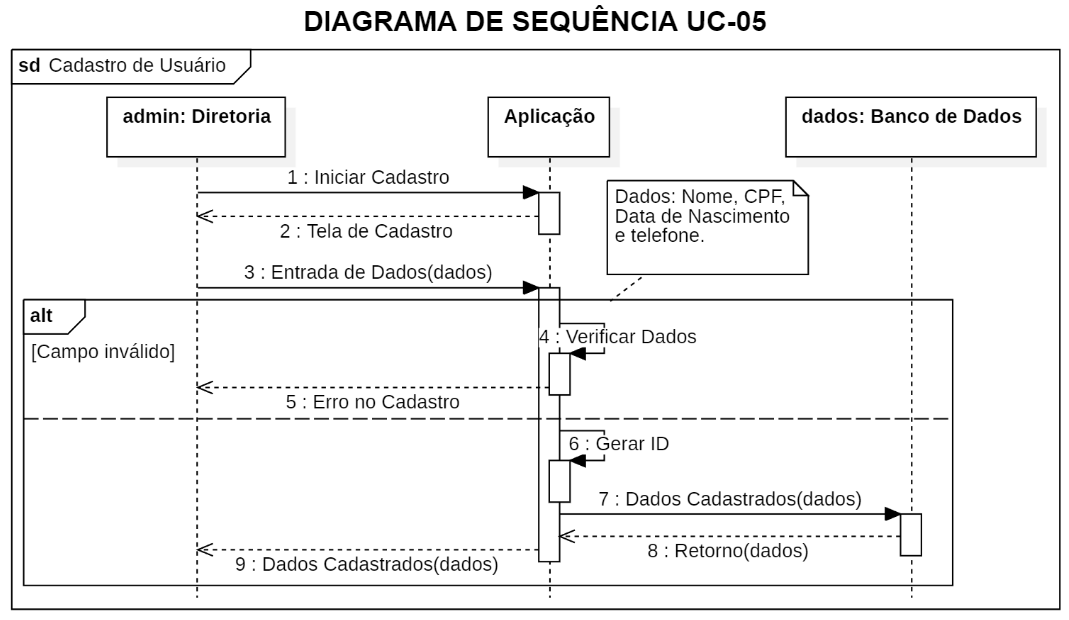 DIAGRAMA DE SEQUÊNCIA UC-05
sd Cadastro de Usuário
admin: Diretoria
Aplicação
dados: Banco de Dados
1 : Iniciar Cadastro
2 : Tela de Cadastro
Dados: Nome, CPF,
Data de Nascimento
e telefone.
3 : Entrada de Dados(dados)
alt
[Campo inválido]
4 : Verificar Dados
5 : Erro no Cadastro
6 : Gerar ID
7 : Dados Cadastrados(dados)
8 : Retorno(dados)
9 : Dados Cadastrados(dados)